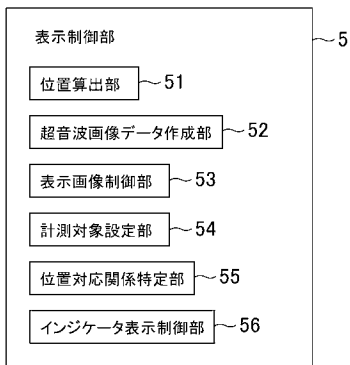 表示制御部
5
位置算出部 51
超音波画像データ作成部 52
表示画像制御部 53
計測対象設定部 54
位置対応関係特定部 55
インジケータ表示制御部 56